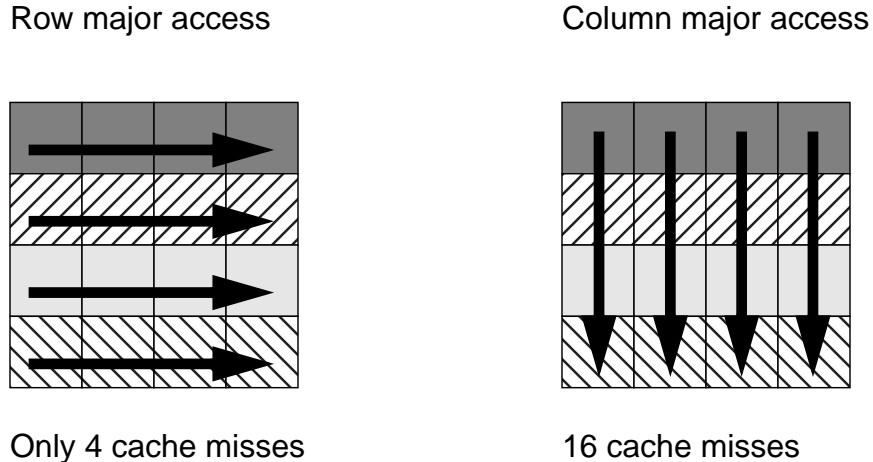 Row major access
Column major access
Only 4 cache misses
16 cache misses